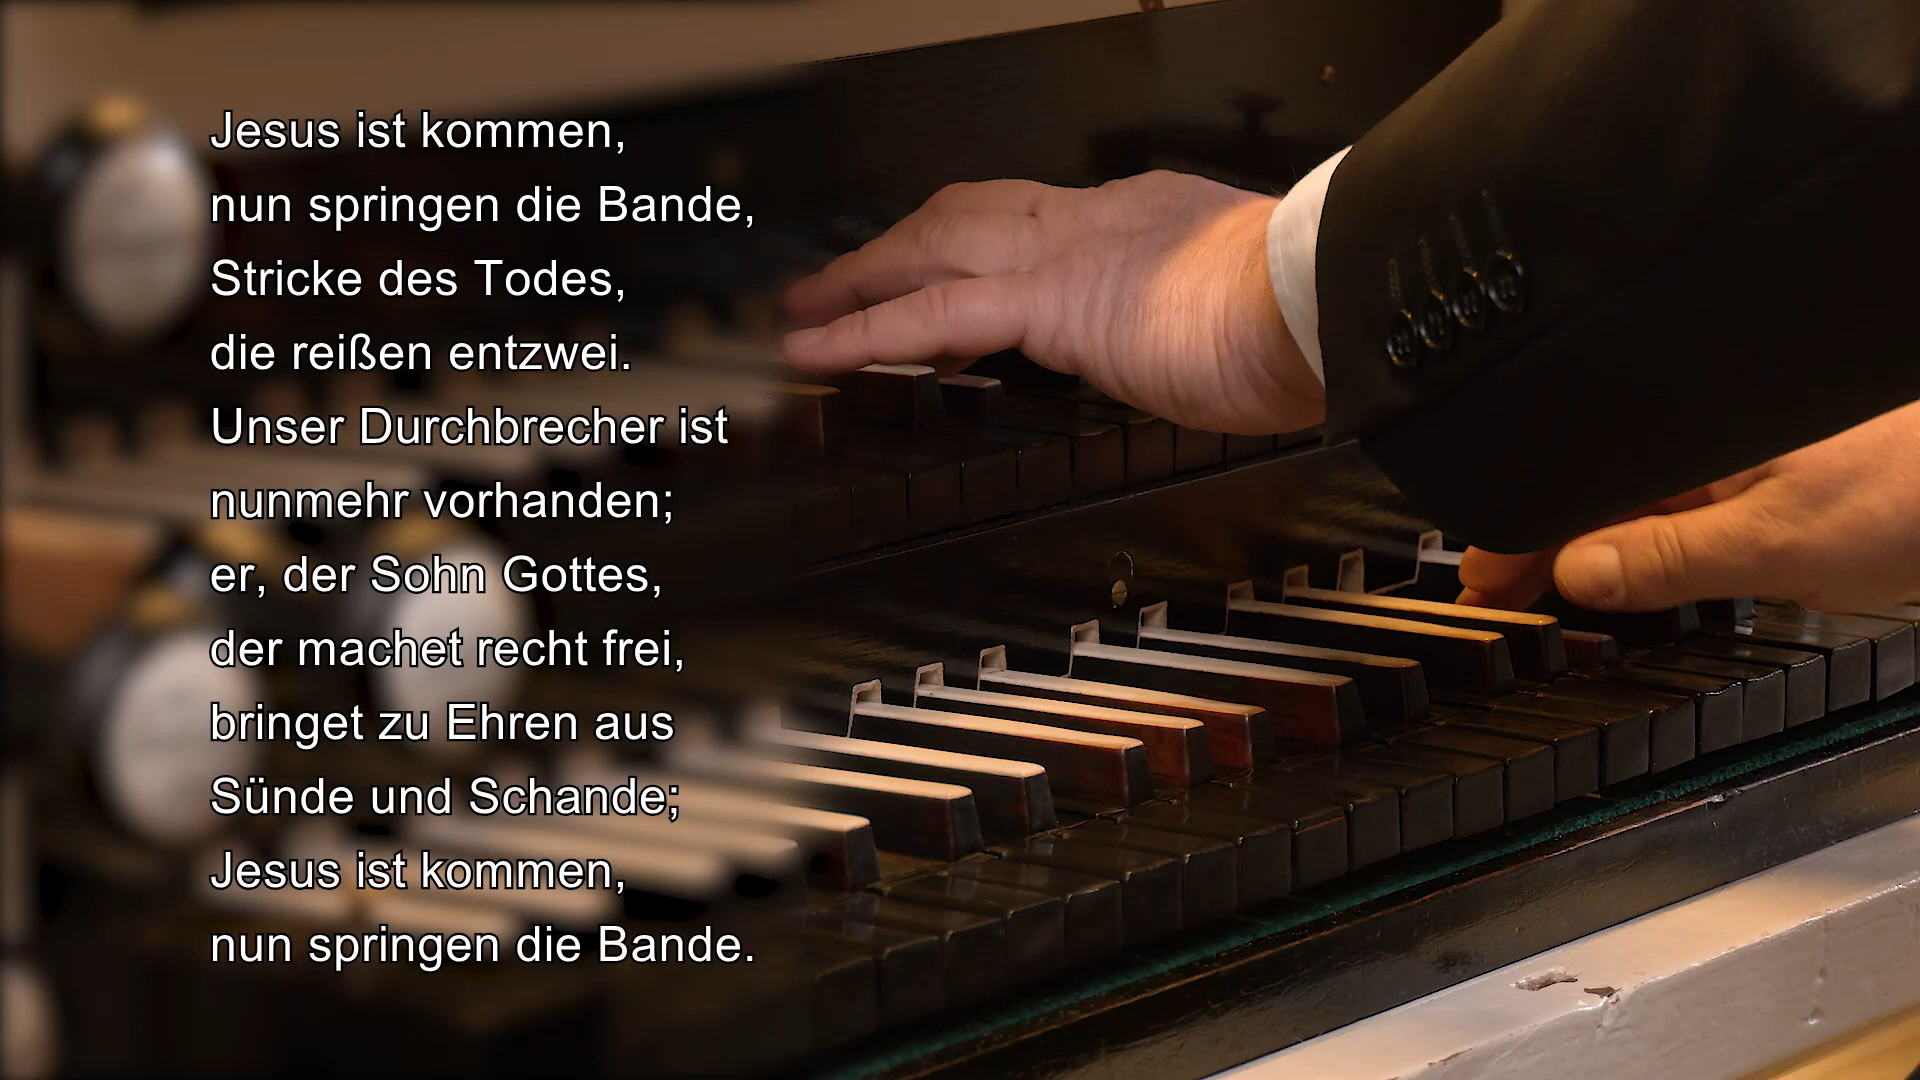 Jesus ist kommen,
nun springen die Bande,
Stricke des Todes,
die reißen entzwei.
Unser Durchbrecher ist
nunmehr vorhanden;
er, der Sohn Gottes,
der machet recht frei,
bringet zu Ehren aus
Sünde und Schande;
Jesus ist kommen,
nun springen die Bande.